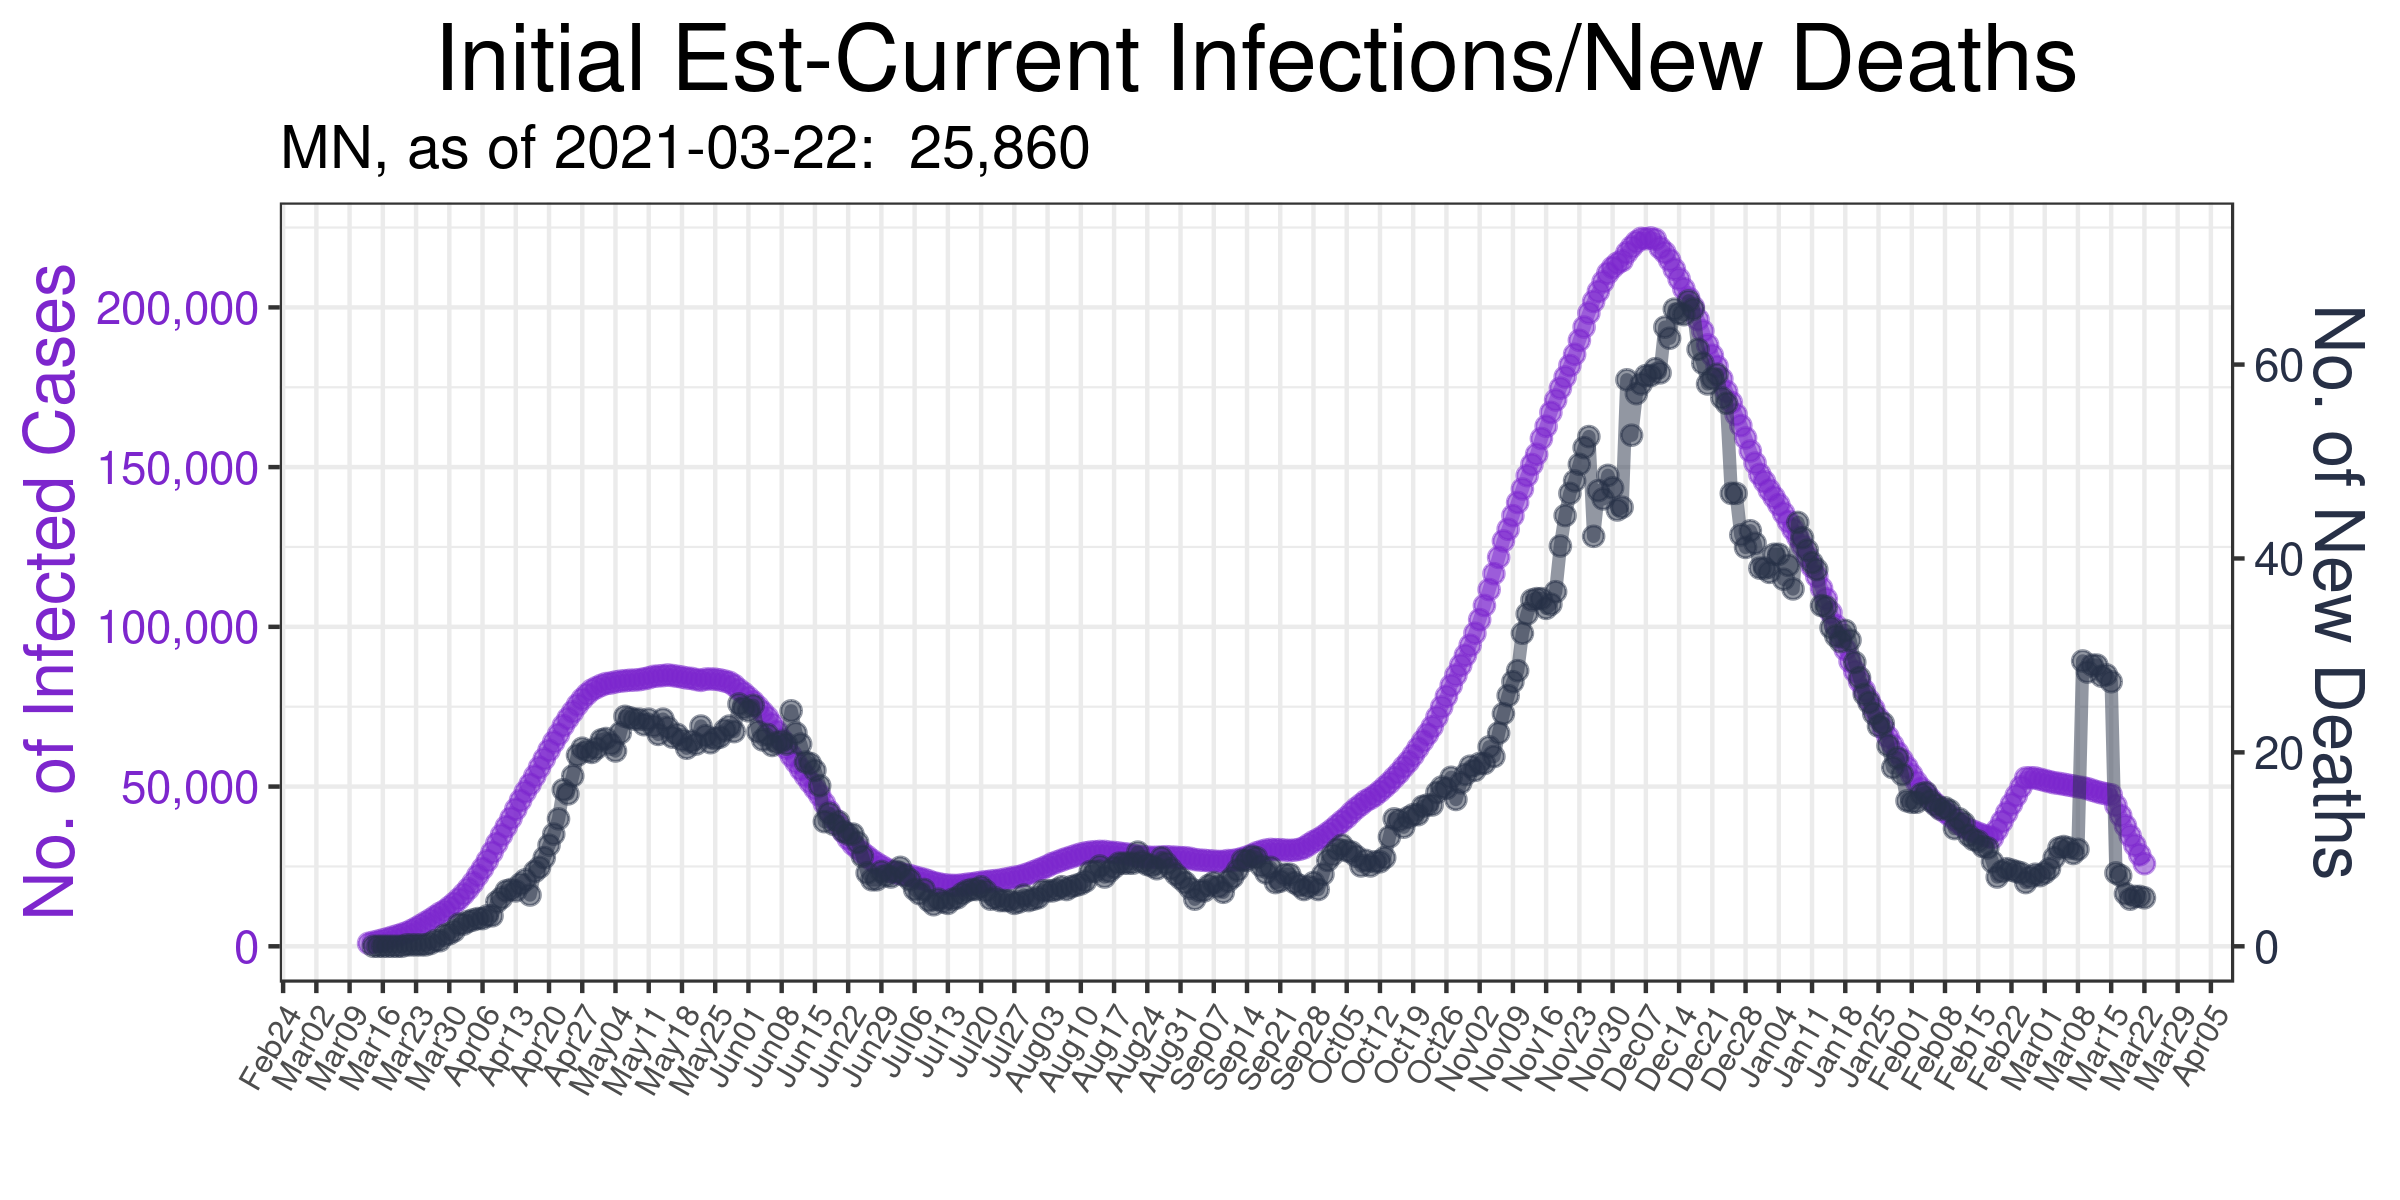 Initial Est-Current Infections/New Deaths
MN, as of 2021-03-22:  25,860
No. of Infected Cases
200,000
150,000
100,000
50,000
0
60
40
20
0
No. of New Deaths
Feb24
Mar02
Mar09
Mar16
Mar23
Mar30
Apr06
Apr13
Apr20
Apr27
May04
May11
May18
May25
Jun01
Jun08
Jun15
Jun22
Jun29
Jul06
Jul13
Jul20
Jul27
Aug03
Aug10
Aug17
Aug24
Aug31
Sep07
Sep14
Sep21
Sep28
Oct05
Oct12
Oct19
Oct26
Nov02
Nov09
Nov16
Nov23
Nov30
Dec07
Dec14
Dec21
Dec28
Jan04
Jan11
Jan18
Jan25
Feb01
Feb08
Feb15
Feb22
Mar01
Mar08
Mar15
Mar22
Mar29
Apr05